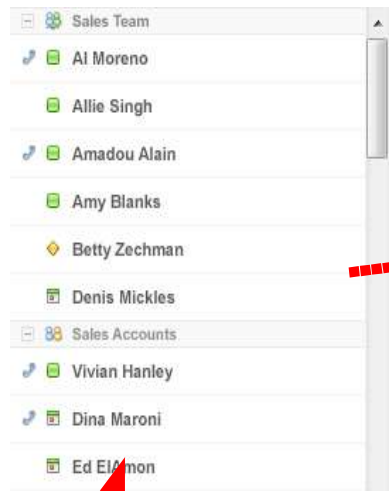 Sales Team
Al Moreno
Allie Singh
Amadou Alain
Amy Blanks
Betty Zechman
Denis Mickles
Sales Accounts
Vivian Hanley
Dina Maroni
Ed ElAmon